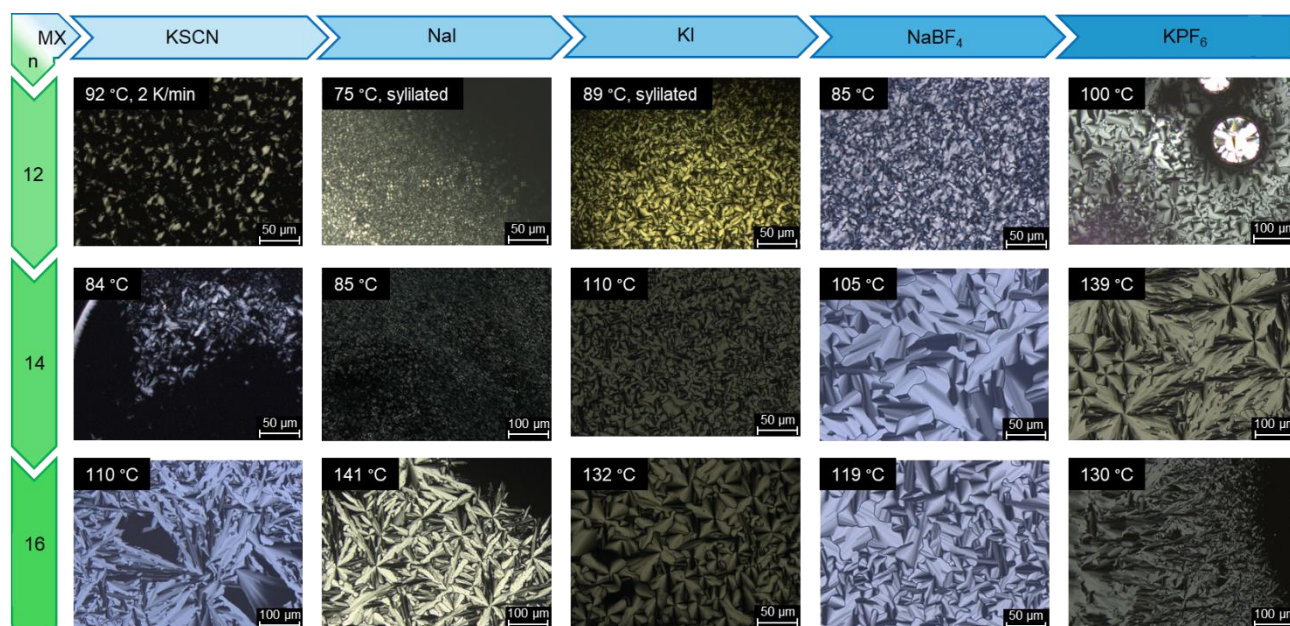 MX
n
KSCN
NaI
KI
NaBF₄
KPF₆
12
92 °C, 2 K/min
50 µm
75 °C, sylilated
50 µm
89 °C, sylilated
50 µm
85 °C
50 µm
100 °C
100 µm
14
84 °C
50 µm
85 °C
100 µm
110 °C
50 µm
105 °C
50 µm
139 °C
100 µm
16
110 °C
100 µm
141 °C
100 µm
132 °C
50 µm
119 °C
50 µm
130 °C
100 µm